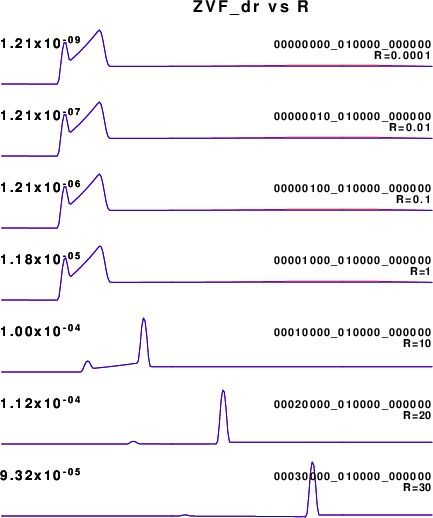 ZVF_dr vs R
1.21x10-09
00000000_010000_000000
R=0.0001
1.21x10-07
00000010_010000_000000
R=0.01
1.21x10-06
00000100_010000_000000
R=0.1
1.18x10-05
00001000_010000_000000
R=1
1.00x10-04
00010000_010000_000000
R=10
1.12x10-04
00020000_010000_000000
R=20
9.32x10-05
00030000_010000_000000
R=30